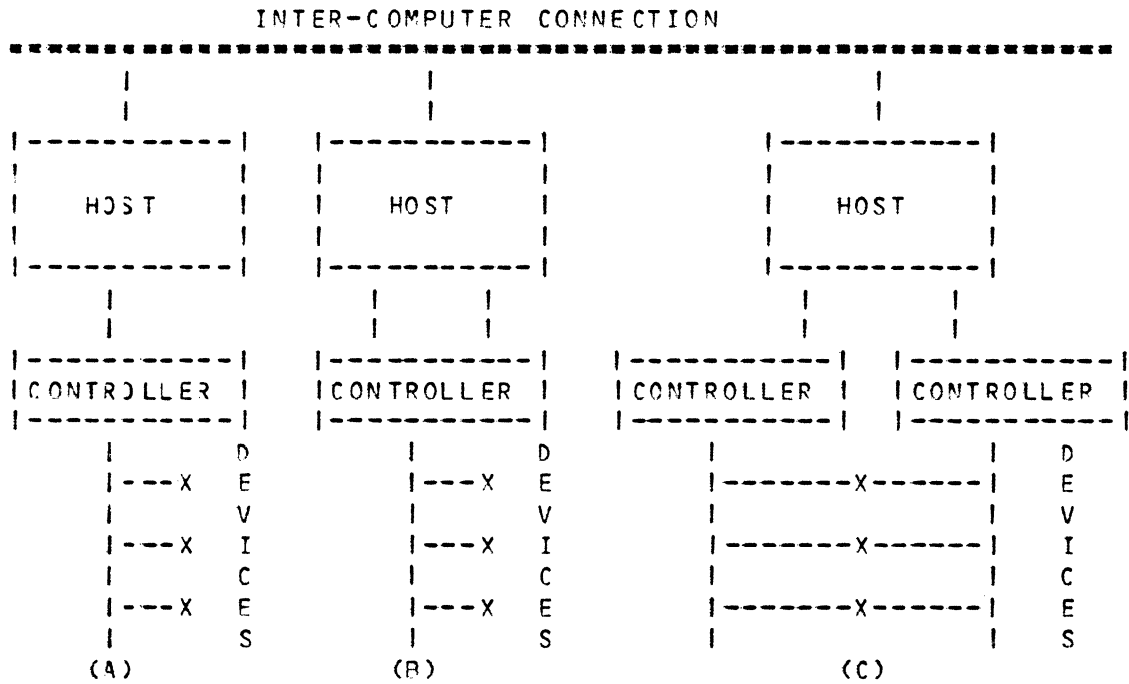 INTER-COMPUTER CONNECTION
HOST HOST HOST
CONTROLLER CONTROLLER CONTROLLER CONTROLLER
D D D
X E X E X E
V V V
X I X I X I
C C C
X E X E X E
S S S
(A) (B) (C)